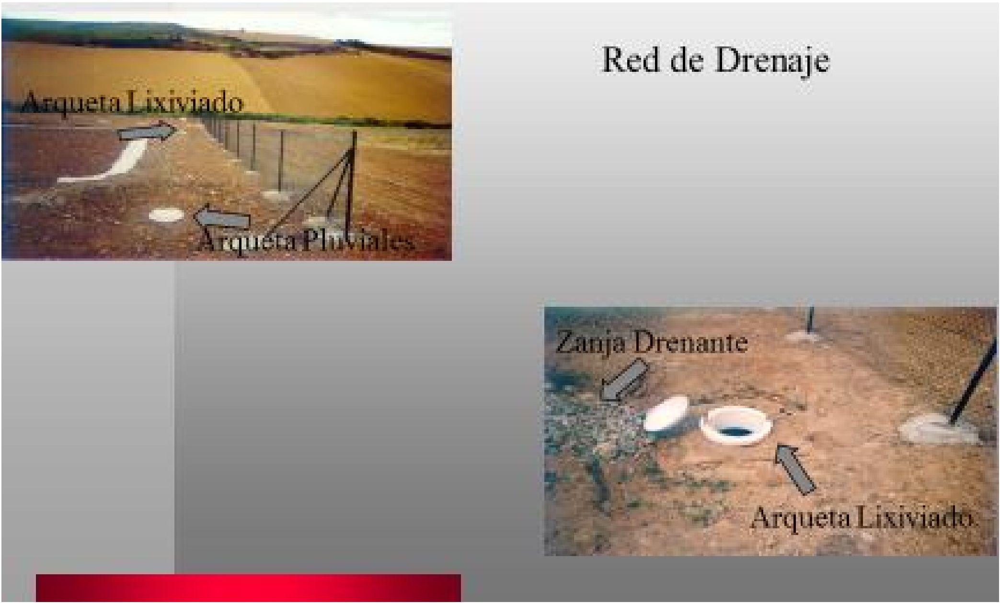 Red de Drenaje
Arqueta Lixiviado
Arqueta Pluviales
Zanja Drenante
Arqueta Lixiviado